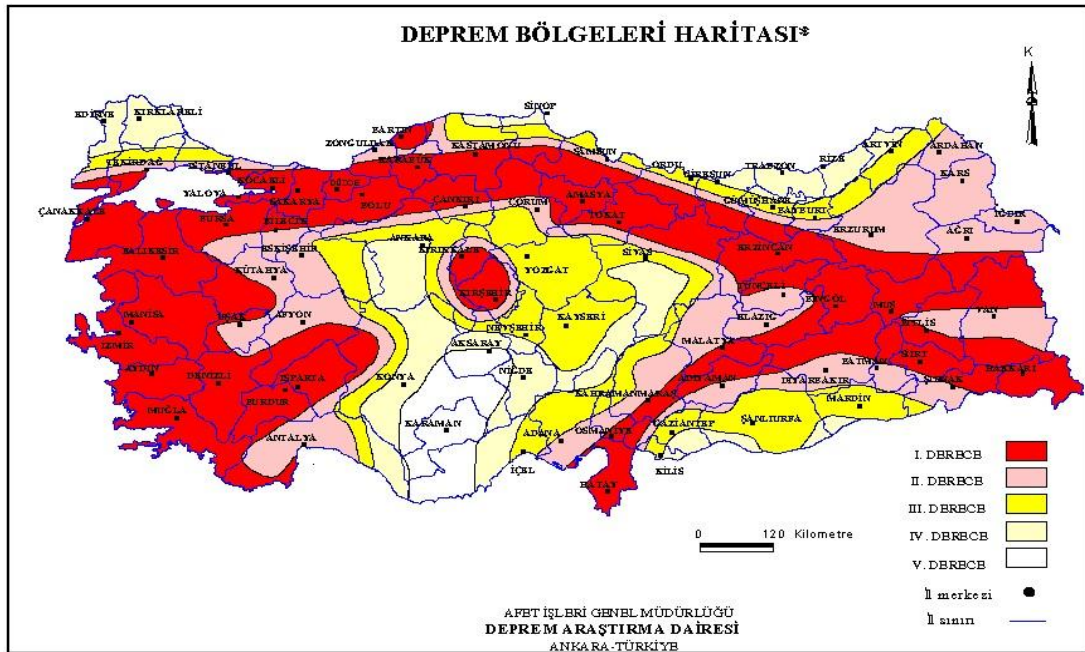 DEPREM BÖLGELERİ HARİTASI*
K
SİNOP
EDİRNE
KIRKLARELİ
BARTIN
ZONGULDAK
KASTAMONU
KARABÜK
SAMSUN
ARTVİN
ARDAHAN
TEKİRDAĞ
İSTANBUL
ORDU
GİRESUN
TRABZON
RİZE
KARS
YALOVA
KOCAELİ
SAKARYA
DÜZCE
BOLU
ÇANKIRI
ÇORUM
AMASYA
TOKAT
GÜMÜŞHANE
BAYBURT
IĞDIR
ÇANAKKALE
BURSA
BİLECİK
ERZURUM
AĞRI
BALIKESİR
ESKİŞEHİR
ANKARA
KIRIKKALE
YOZGAT
SİVAS
ERZİNCAN
KÜTAHYA
TUNCELİ
BİNGÖL
MUŞ
VAN
MANİSA
UŞAK
AFYON
KIRŞEHİR
NEVŞEHİR
KAYSERİ
ELAZIĞ
BİTLİS
İZMİR
AKSARAY
MALATYA
SİİRT
AYDIN
DENİZLİ
ISPARTA
BURDUR
KONYA
NİĞDE
KAHRAMANMARAŞ
ADIYAMAN
DİYARBAKIR
BATMAN
ŞIRNAK
HAKKARİ
MUĞLA
ANTALYA
KARAMAN
ADANA
OSMANİYE
GAZİANTEP
ŞANLIURFA
MARDİN
İÇEL
KİLİS
HATAY
I. DERECE
II. DERECE
III. DERECE
IV. DERECE
V. DERECE
0 120 Kilometre
İl merkezi
İl sınırı
AFET İŞLERİ GENEL MÜDÜRLÜĞÜ
DEPREM ARAŞTIRMA DAİRESİ
ANKARA-TÜRKİYE